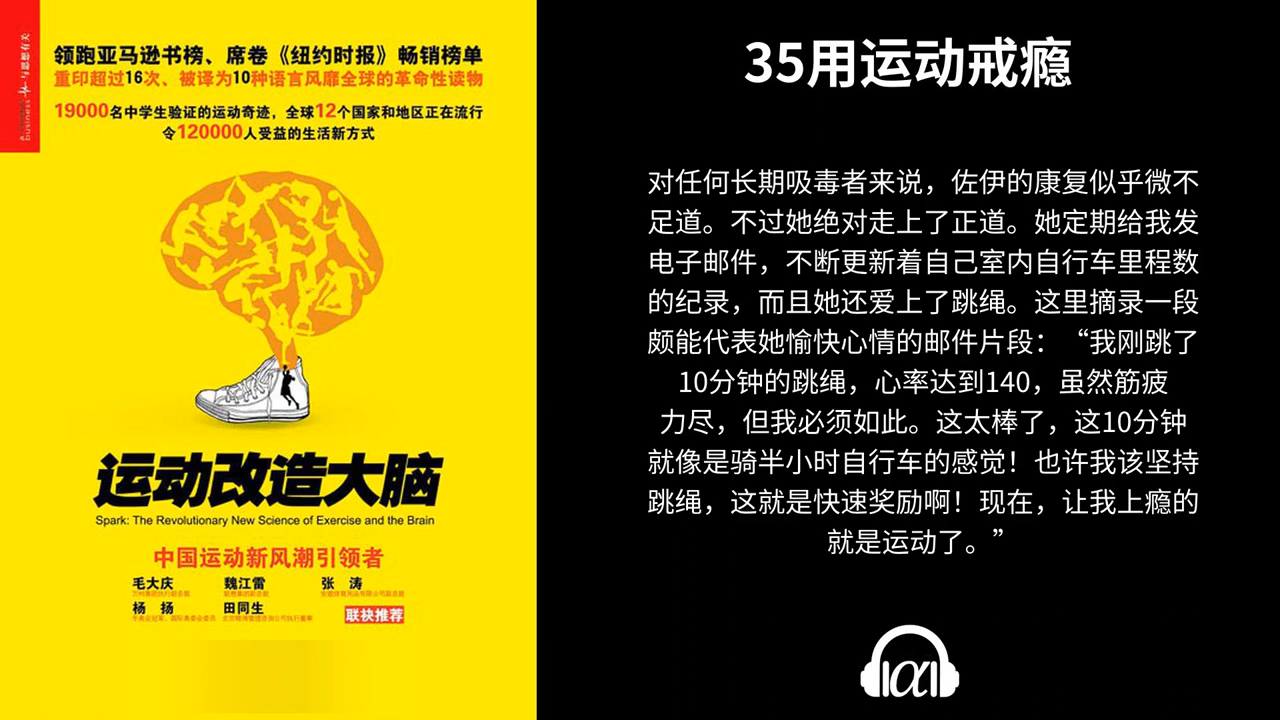 与思想有关
business
领跑亚马逊书榜、席卷《纽约时报》畅销榜单
重印超过16次、被译为10种语言风靡全球的革命性读物
19000名中学生验证的运动奇迹，全球12个国家和地区正在流行
令120000人受益的生活新方式
运动改造大脑
Spark: The Revolutionary New Science of Exercise and the Brain
中国运动新风潮引领者
毛大庆 魏江雷 张 涛
杨 扬 田同生
联袂推荐
35用运动戒瘾
对任何长期吸毒者来说，佐伊的康复似乎微不
足道。不过她绝对走上了正道。她定期给我发
电子邮件，不断更新着自己室内自行车里程数
的纪录，而且她还爱上了跳绳。这里摘录一段
颇能代表她愉快心情的邮件片段：“我刚跳了
10分钟的跳绳，心率达到140，虽然筋疲
力尽，但我必须如此。这太棒了，这10分钟
就像是骑半小时自行车的感觉！也许我该坚持
跳绳，这就是快速奖励啊！现在，让我上瘾的
就是运动了。”